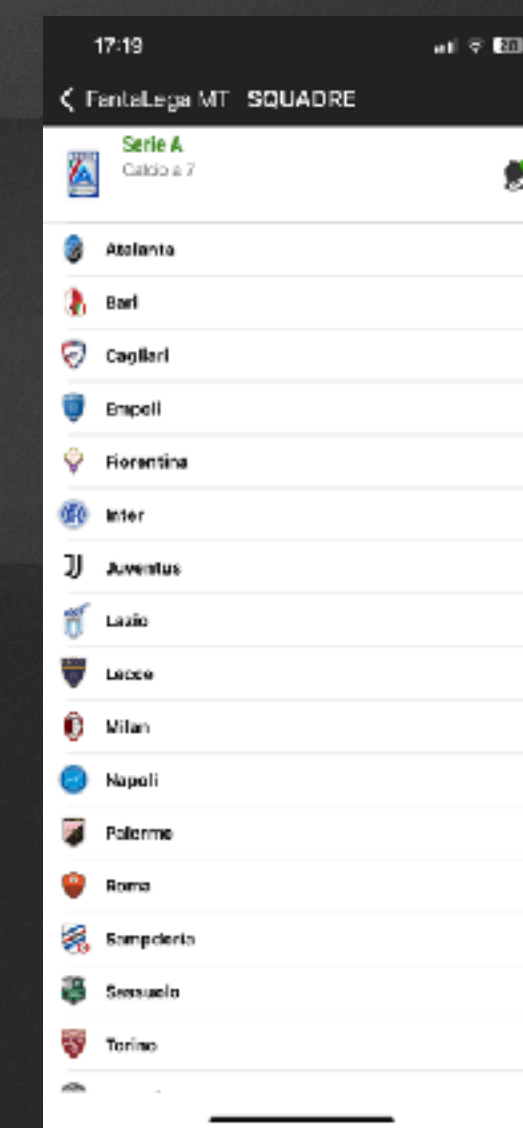 17:19
FantaLega MT SQUADRE
Serie A
Calcio a 7
Atalanta
Bari
Cagliari
Empoli
Fiorentina
Inter
Juventus
Lazio
Lecce
Milan
Napoli
Palermo
Roma
Sampdoria
Sassuolo
Torino